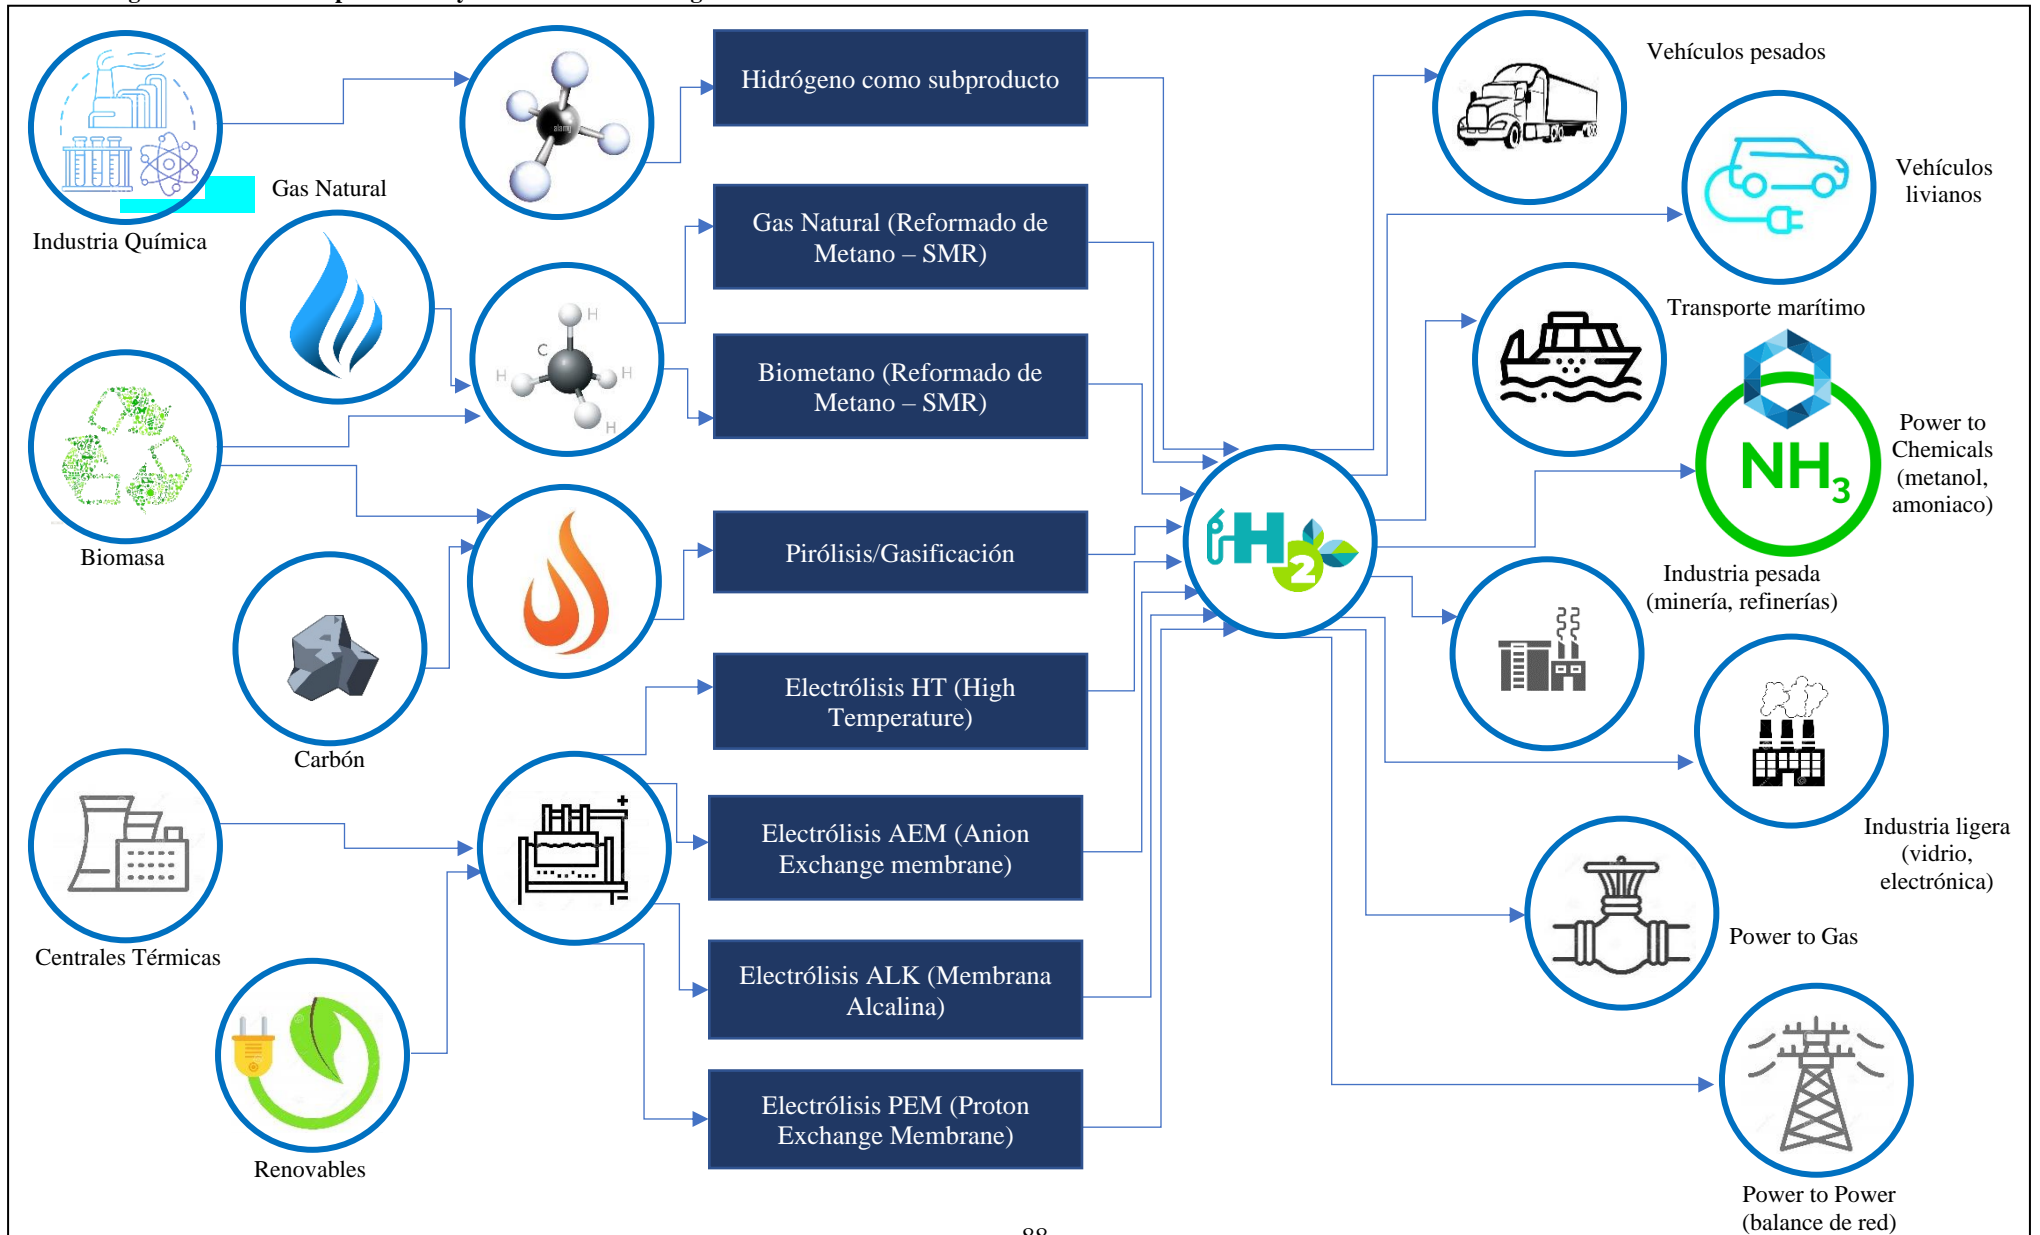 Hidrógeno como subproducto
Vehículos pesados
Vehículos
livianos
Gas Natural
Industria Química
Gas Natural (Reformado de
Metano – SMR)
Transporte marítimo
H
C
H
H
H
Biometano (Reformado de
Metano – SMR)
NH3
Power to
Chemicals
(metanol,
amoniaco)
Biomasa
Pirólisis/Gasificación
H2
Industria pesada
(minería, refinerías)
Electrólisis HT (High
Temperature)
Carbón
Electrólisis AEM (Anion
Exchange membrane)
Industria ligera
(vidrio,
electrónica)
Centrales Térmicas
Electrólisis ALK (Membrana
Alcalina)
Power to Gas
Electrólisis PEM (Proton
Exchange Membrane)
Renovables
Power to Power
(balance de red)
88